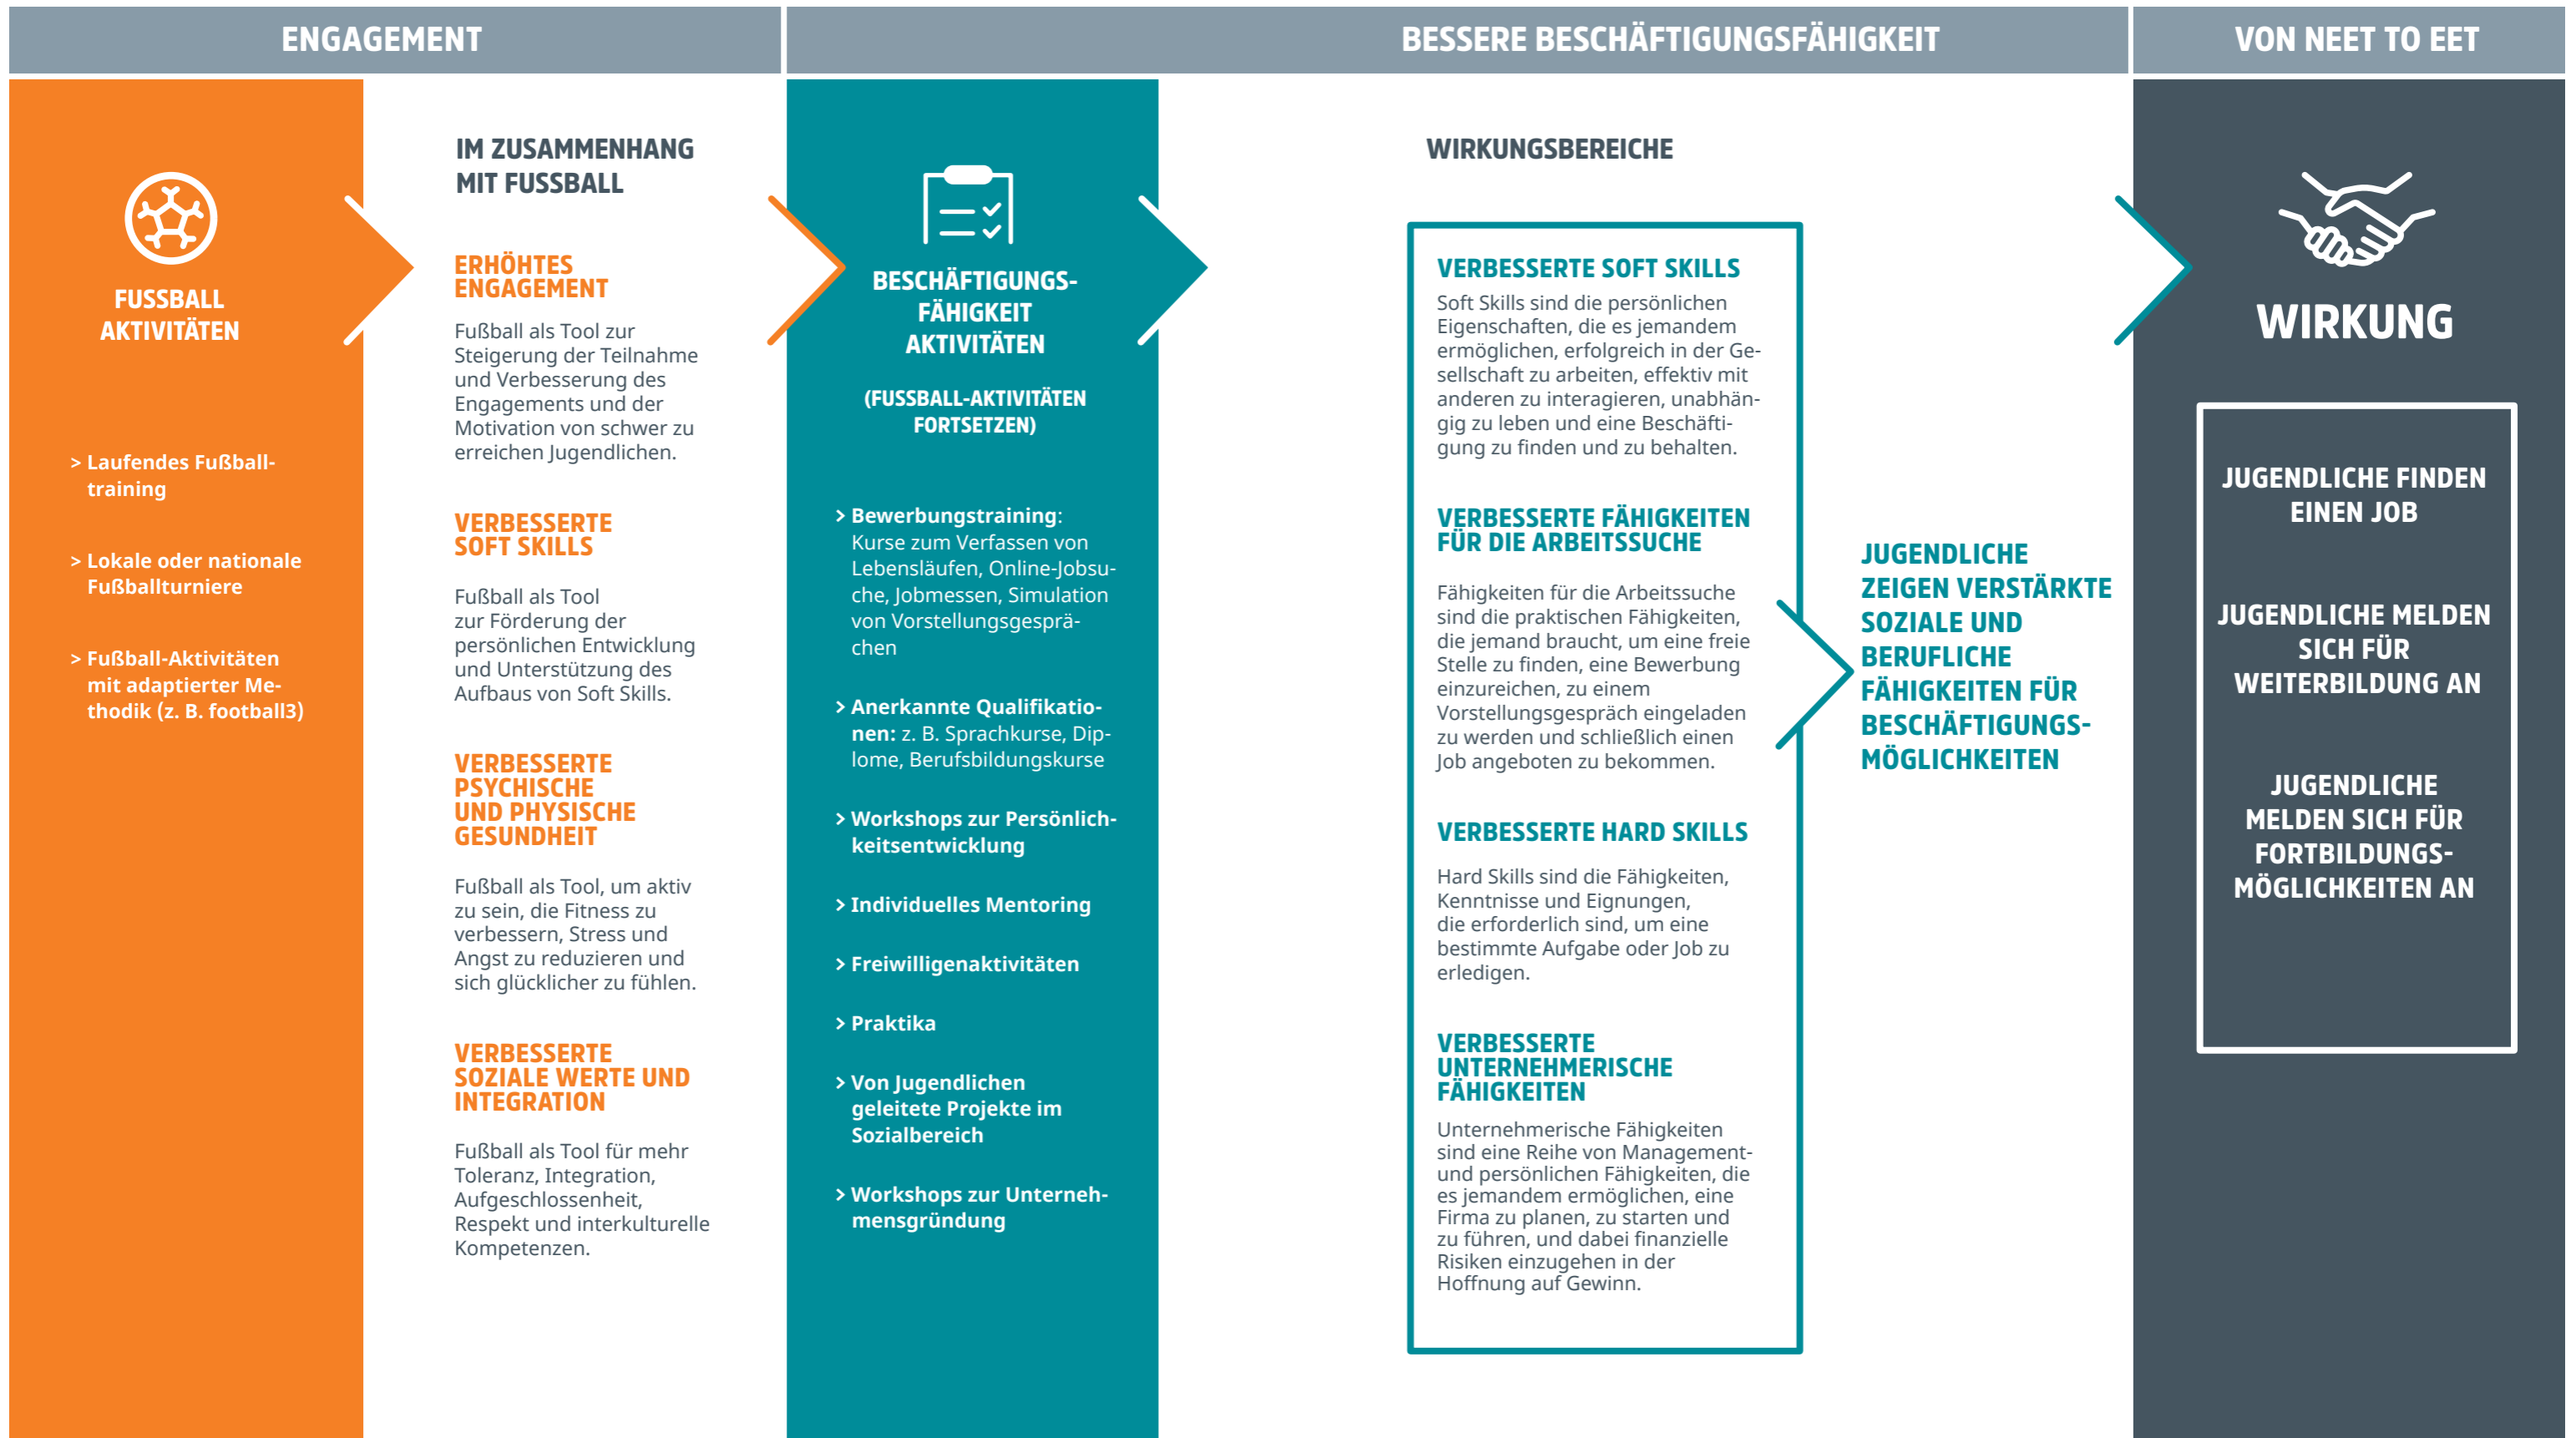 ENGAGEMENT
BESSERE BESCHÄFTIGUNGSFÄHIGKEIT
VON NEET TO EET
FUSSBALL
AKTIVITÄTEN
> Laufendes Fußball-
training
> Lokale oder nationale
Fußballturniere
> Fußball-Aktivitäten
mit adaptierter Me-
thodik (z. B. football3)
IM ZUSAMMENHANG
MIT FUSSBALL
ERHÖHTES
ENGAGEMENT
Fußball als Tool zur
Steigerung der Teilnahme
und Verbesserung des
Engagements und der
Motivation von schwer zu
erreichen Jugendlichen.
VERBESSERTE
SOFT SKILLS
Fußball als Tool
zur Förderung der
persönlichen Entwicklung
und Unterstützung des
Aufbaus von Soft Skills.
VERBESSERTE
PSYCHISCHE
UND PHYSISCHE
GESUNDHEIT
Fußball als Tool, um aktiv
zu sein, die Fitness zu
verbessern, Stress und
Angst zu reduzieren und
sich glücklicher zu fühlen.
VERBESSERTE
SOZIALE WERTE UND
INTEGRATION
Fußball als Tool für mehr
Toleranz, Integration,
Aufgeschlossenheit,
Respekt und interkulturelle
Kompetenzen.
BESCHÄFTIGUNGS-
FÄHIGKEIT
AKTIVITÄTEN
(FUSSBALL-AKTIVITÄTEN
FORTSETZEN)
> Bewerbungstraining:
Kurse zum Verfassen von
Lebensläufen, Online-Jobsu-
che, Jobmessen, Simulation
von Vorstellungsgesprä-
chen
> Anerkannte Qualifikatio-
nen: z. B. Sprachkurse, Dip-
lome, Berufsbildungskurse
> Workshops zur Persönlich-
keitsentwicklung
> Individuelles Mentoring
> Freiwilligenaktivitäten
> Praktika
> Von Jugendlichen
geleitete Projekte im
Sozialbereich
> Workshops zur Unterneh-
mensgründung
WIRKUNGSBEREICHE
VERBESSERTE SOFT SKILLS
Soft Skills sind die persönlichen
Eigenschaften, die es jemandem
ermöglichen, erfolgreich in der Ge-
sellschaft zu arbeiten, effektiv mit
anderen zu interagieren, unabhän-
gig zu leben und eine Beschäfti-
gung zu finden und zu behalten.
VERBESSERTE FÄHIGKEITEN
FÜR DIE ARBEITSSUCHE
Fähigkeiten für die Arbeitssuche
sind die praktischen Fähigkeiten,
die jemand braucht, um eine freie
Stelle zu finden, eine Bewerbung
einzureichen, zu einem
Vorstellungsgespräch eingeladen
zu werden und schließlich einen
Job angeboten zu bekommen.
VERBESSERTE HARD SKILLS
Hard Skills sind die Fähigkeiten,
Kenntnisse und Eignungen,
die erforderlich sind, um eine
bestimmte Aufgabe oder Job zu
erledigen.
VERBESSERTE
UNTERNEHMERISCHE
FÄHIGKEITEN
Unternehmerische Fähigkeiten
sind eine Reihe von Management-
und persönlichen Fähigkeiten, die
es jemandem ermöglichen, eine
Firma zu planen, zu starten und
zu führen, und dabei finanzielle
Risiken einzugehen in der
Hoffnung auf Gewinn.
JUGENDLICHE
ZEIGEN VERSTÄRKTE
SOZIALE UND
BERUFLICHE
FÄHIGKEITEN FÜR
BESCHÄFTIGUNGS-
MÖGLICHKEITEN
WIRKUNG
JUGENDLICHE FINDEN
EINEN JOB
JUGENDLICHE MELDEN
SICH FÜR
WEITERBILDUNG AN
JUGENDLICHE
MELDEN SICH FÜR
FORTBILDUNGS-
MÖGLICHKEITEN AN